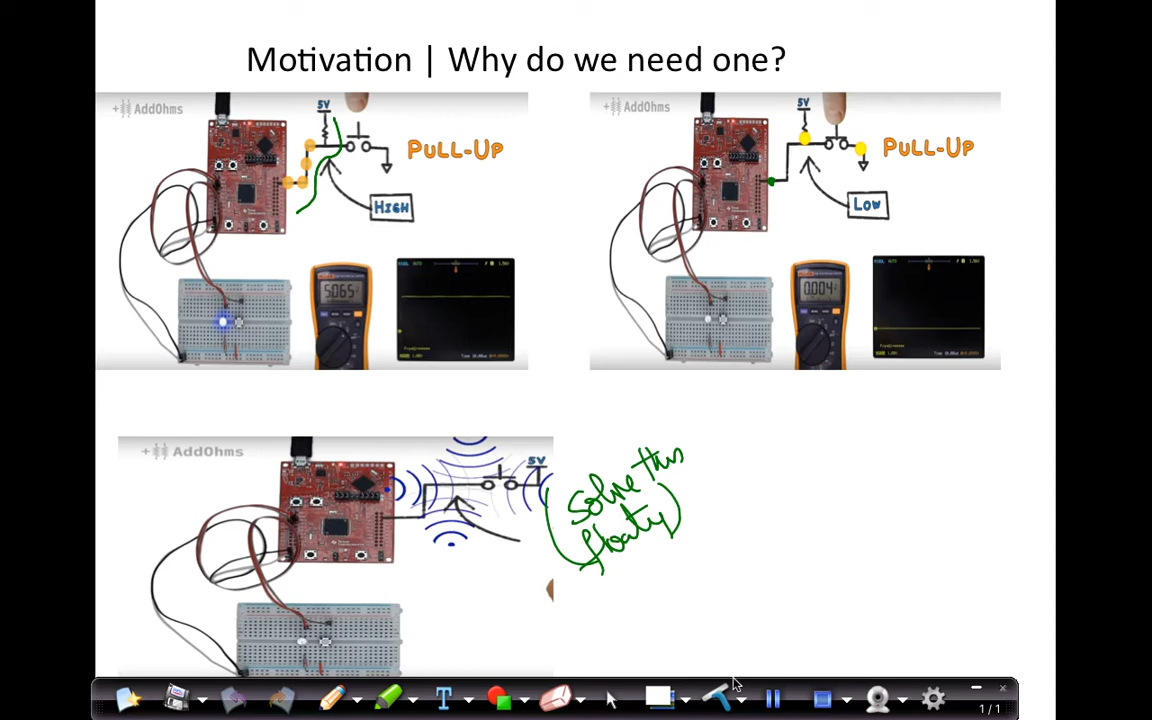 Motivation | Why do we need one?
AddOhms
5V
PULL-UP
HIGH
5.065
AddOhms
5V
PULL-UP
LOW
0.004
AddOhms
5V
(Solve this
floaty)
T
1 / 1